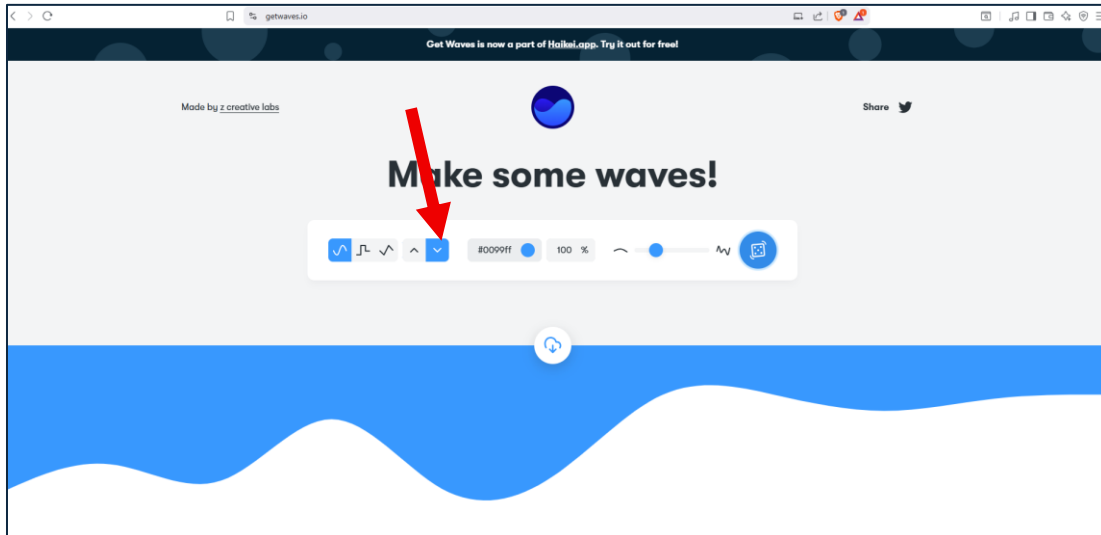 getwaves.io
Get Waves is now a part of Haikei.app. Try it out for free!
Made by z creative labs
Share
Make some waves!
#0099ff
100 %